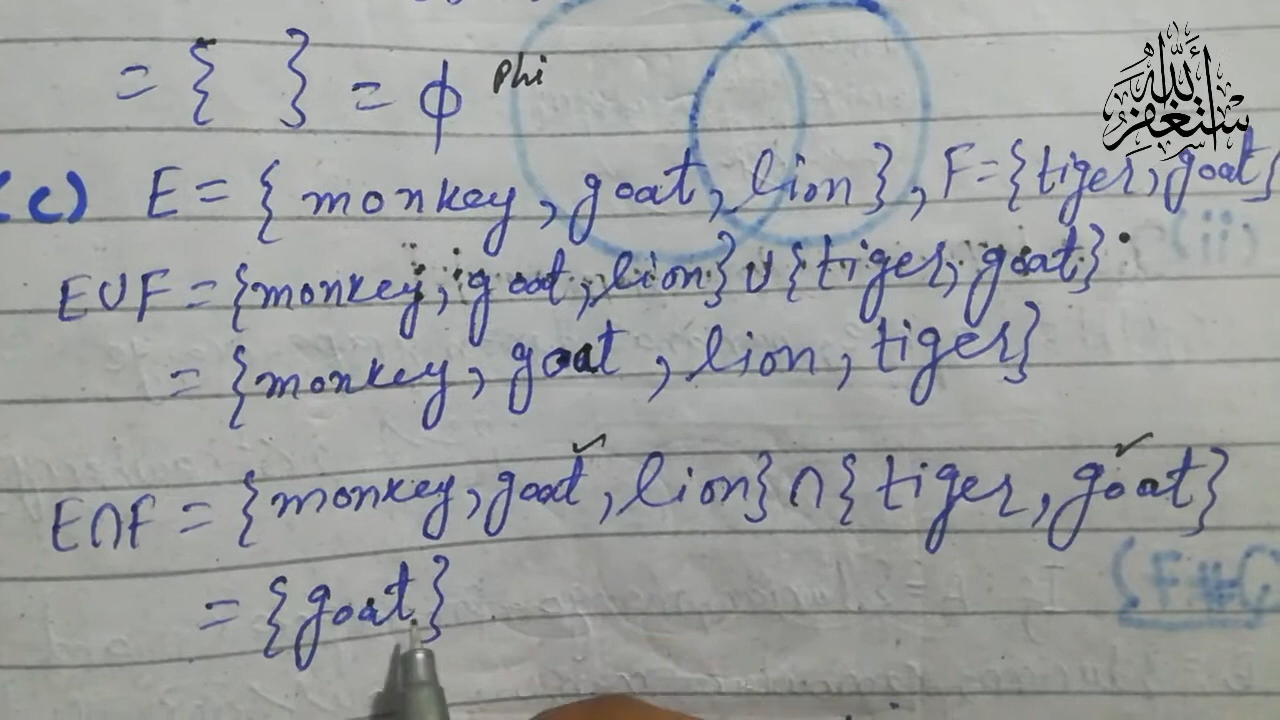 = { } = ϕ phi
أستغفر الله
(c) E = { monkey, goat, lion }, F={tiger, goat}
E∪F = {monkey, goat, lion} ∪ {tiger, goat}
= {monkey, goat, lion, tiger}
E∩F = {monkey, goat, lion} ∩ {tiger, goat}
= {goat}